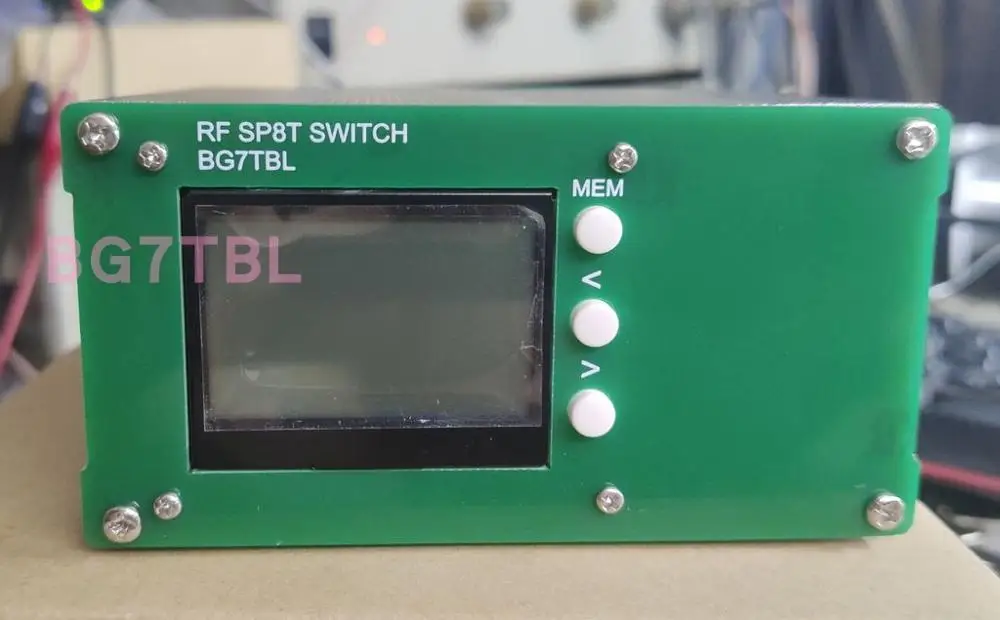 RF SP8T SWITCH
BG7TBL
MEM
BG7TBL
<
>